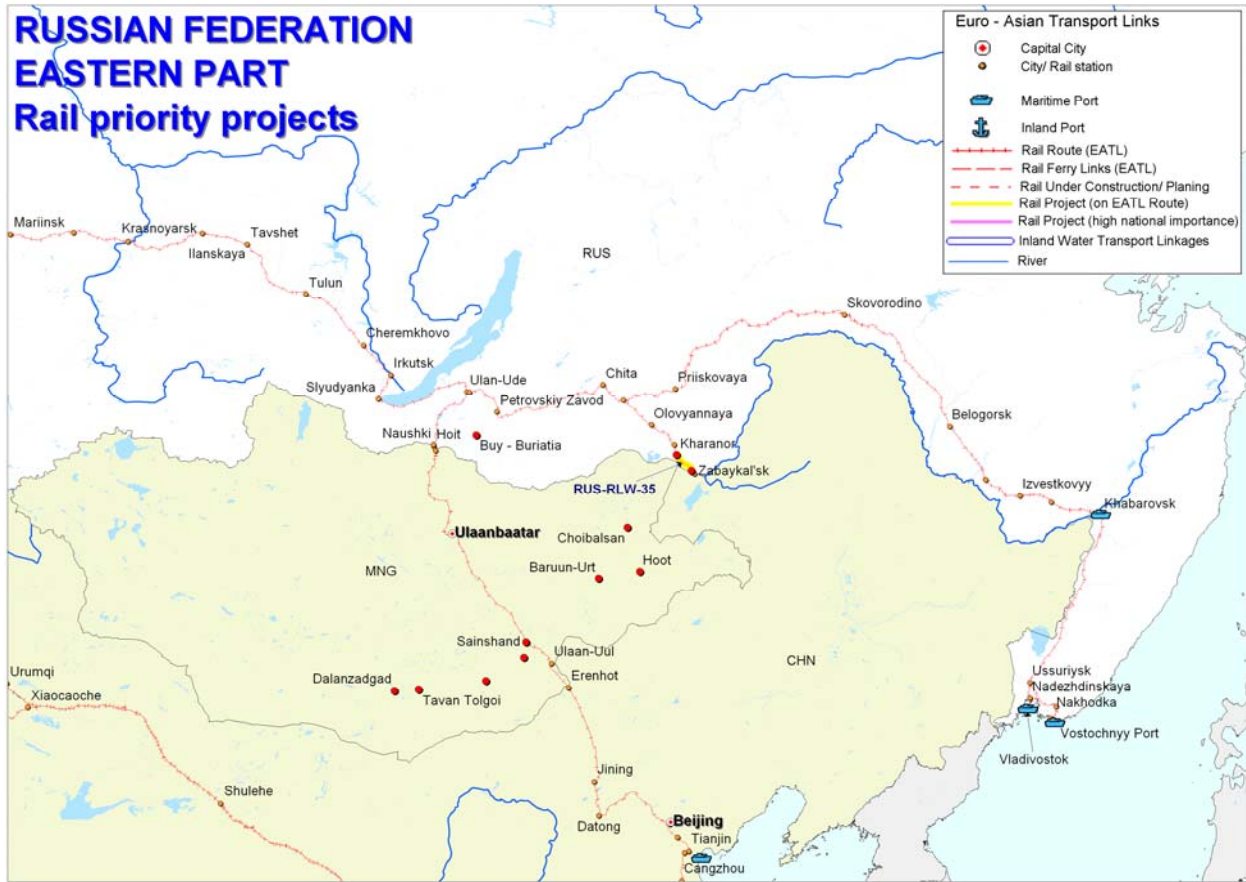 RUSSIAN FEDERATION
EASTERN PART
Rail priority projects
Euro - Asian Transport Links
Capital City
City/ Rail station
Maritime Port
Inland Port
Rail Route (EATL)
Rail Ferry Links (EATL)
Rail Under Construction/ Planing
Rail Project (on EATL Route)
Rail Project (high national importance)
Inland Water Transport Linkages
River
Mariinsk
Krasnoyarsk
Ilanskaya
Tavshet
RUS
Tulun
Skovorodino
Cheremkhovo
Irkutsk
Slyudyanka
Ulan-Ude
Chita
Priiskovaya
Petrovskiy Zavod
Olovyannaya
Belogorsk
Naushki
Hoit
Buy - Buriatia
Kharanor
Zabaykal'sk
RUS-RLW-35
Izvestkovyy
Khabarovsk
Ulaanbaatar
Choibalsan
MNG
Baruun-Urt
Hoot
Sainshand
Ulaan-Uul
CHN
Urumqi
Xiaocaoche
Dalanzadgad
Tavan Tolgoi
Erenhot
Ussuriysk
Nadezhdinskaya
Nakhodka
Vostochnyy Port
Vladivostok
Jining
Shulehe
Datong
Beijing
Tianjin
Cangzhou